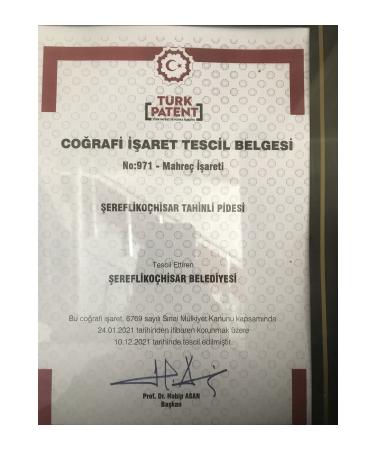 TÜRK
PATENT
COĞRAFİ İŞARET TESCİL BELGESİ
No:971 - Mahreç İşareti
ŞEREFLİKOÇHİSAR TAHİNLİ PİDESİ
Tescil Ettiren
ŞEREFLİKOÇHİSAR BELEDİYESİ
Bu coğrafi işaret, 6769 sayılı Sınai Mülkiyet Kanunu kapsamında
24.01.2021 tarihinden itibaren korunmak üzere
10.12.2021 tarihinde tescil edilmiştir.
Prof. Dr. Habip ASAN
Başkan